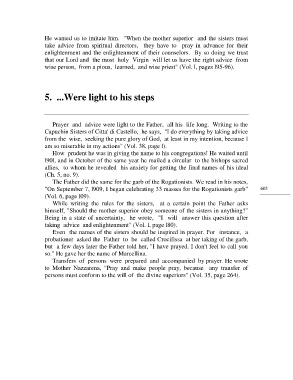 He wanted us to imitate him. "When the mother superior and the sisters must
take advice from spiritual directors, they have to pray in advance for their
enlightenment and the enlightenment of their counselors. By so doing we trust
that Our Lord and the most holy Virgin will let us have the right advice from
wise person, from a pious, learned, and wise priest" (Vol. 1, pages 195-96).
5. ...Were light to his steps
Prayer and advice were light to the Father, all his life long. Writing to the
Capuchin Sisters of Citta' di Castello, he says, "I do everything by taking advice
from the wise, seeking the pure glory of God, at least in my intention, because I
am so miserable in my actions" (Vol. 38, page 1).
How prudent he was in giving the name to his congregations! He waited until
1901, and in October of the same year he mailed a circular to the bishops sacred
allies, to whom he revealed his anxiety for getting the final names of his ideal
(Ch. 5, no. 9).
The Father did the same for the garb of the Rogationists. We read in his notes,
"On September 7, 1909, I began celebrating 33 masses for the Rogationists garb"
(Vol. 6, page 109).
While writing the rules for the sisters, at a certain point the Father asks
himself, "Should the mother superior obey someone of the sisters in anything?"
Being in a state of uncertainty, he wrote, "I will answer this question after
taking advice and enlightenment" (Vol. 1, page 180).
Even the names of the sisters should be inspired in prayer. For instance, a
probationer asked the Father to be called Crocifissa at her taking of the garb,
but a few days later the Father told her, "I have prayed. I don't feel to call you
so." He gave her the name of Marcellina.
Transfers of persons were prepared and accompanied by prayer. He wrote
to Mother Nazzarena, "Pray and make people pray, because any transfer of
persons must conform to the will of the divine superiors" (Vol. 35, page 264).